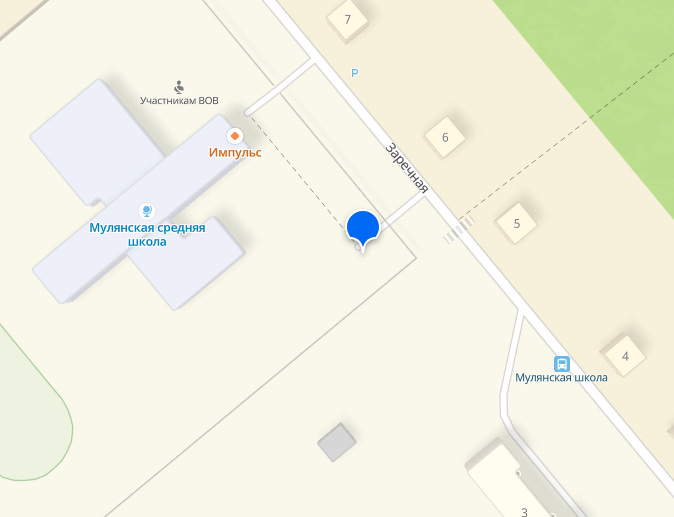 7
P
Участникам ВОВ
6
Импульс
Заречная
Мулянская средняя
школа
5
4
Мулянская школа
3